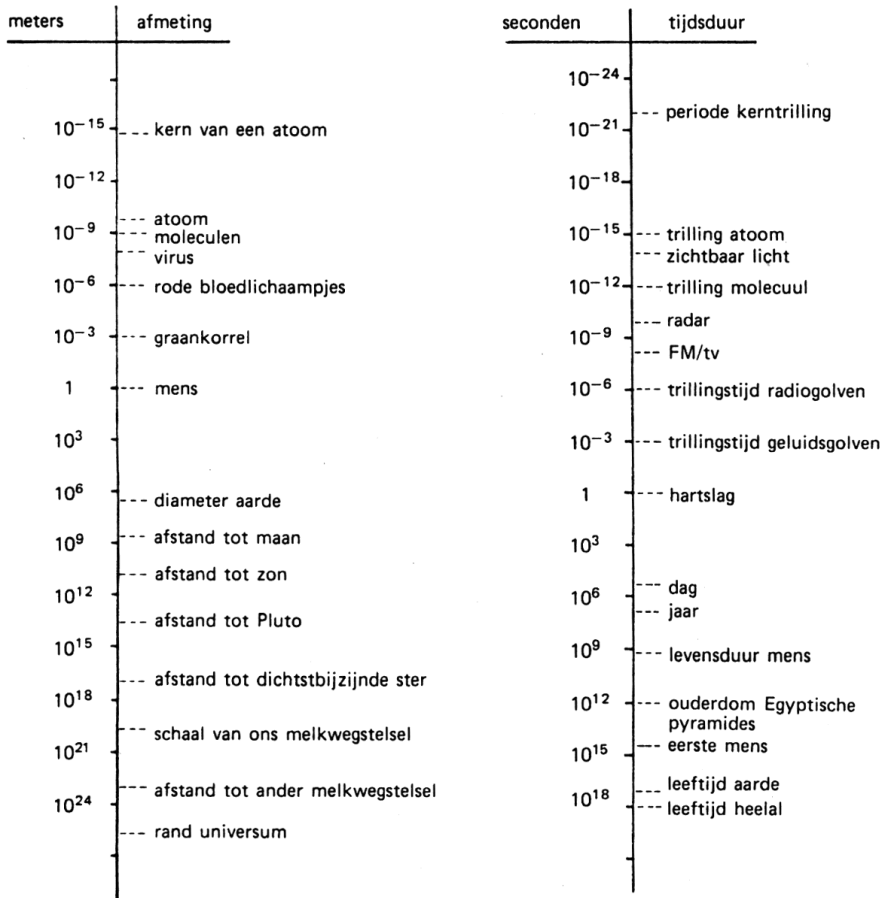 meters afmeting
10⁻¹⁵ kern van een atoom
10⁻¹²
atoom
10⁻⁹ moleculen
virus
10⁻⁶ rode bloedlichaampjes
10⁻³ graankorrel
1 mens
10³
10⁶
diameter aarde
10⁹ afstand tot maan
afstand tot zon
10¹²
afstand tot Pluto
10¹⁵
afstand tot dichtstbijzijnde ster
10¹⁸
schaal van ons melkwegstelsel
10²¹
afstand tot ander melkwegstelsel
10²⁴
rand universum
seconden tijdsduur
10⁻²⁴
periode kerntrilling
10⁻²¹
10⁻¹⁸
10⁻¹⁵ trilling atoom
zichtbaar licht
10⁻¹² trilling molecuul
radar
10⁻⁹
FM/tv
10⁻⁶ trillingstijd radiogolven
10⁻³ trillingstijd geluidsgolven
1 hartslag
10³
dag
10⁶
jaar
10⁹ levensduur mens
10¹² ouderdom Egyptische
pyramides
eerste mens
10¹⁵
leeftijd aarde
10¹⁸
leeftijd heelal